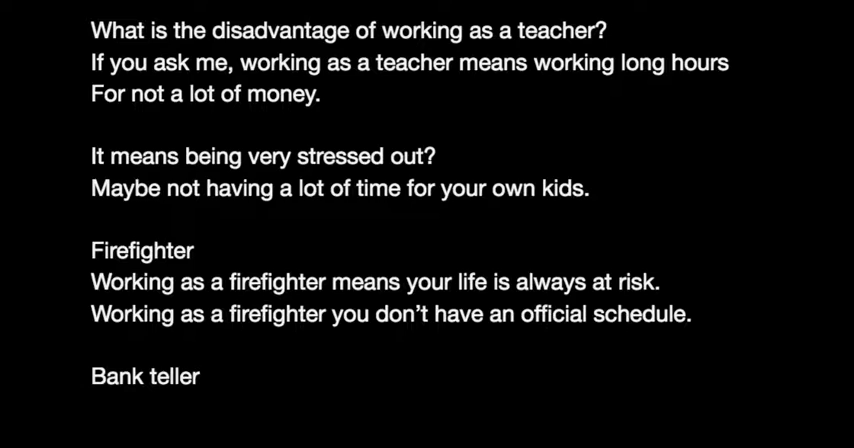 What is the disadvantage of working as a teacher?
If you ask me, working as a teacher means working long hours
For not a lot of money.
It means being very stressed out?
Maybe not having a lot of time for your own kids.
Firefighter
Working as a firefighter means your life is always at risk.
Working as a firefighter you don’t have an official schedule.
Bank teller